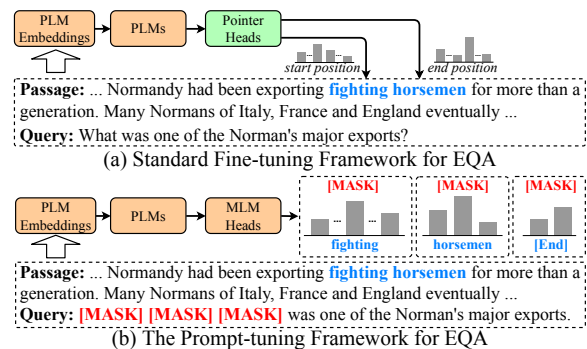 PLM
Embeddings
PLMs
Pointer
Heads
...
...
start position
...
...
end position
Passage: ... Normandy had been exporting fighting horsemen for more than a
generation. Many Normans of Italy, France and England eventually ...
Query: What was one of the Norman's major exports?
(a) Standard Fine-tuning Framework for EQA
PLM
Embeddings
PLMs
MLM
Heads
[MASK]
[MASK]
[MASK]
...
...
fighting
horsemen
[End]
Passage: ... Normandy had been exporting fighting horsemen for more than a
generation. Many Normans of Italy, France and England eventually ...
Query: [MASK] [MASK] [MASK] was one of the Norman's major exports.
(b) The Prompt-tuning Framework for EQA